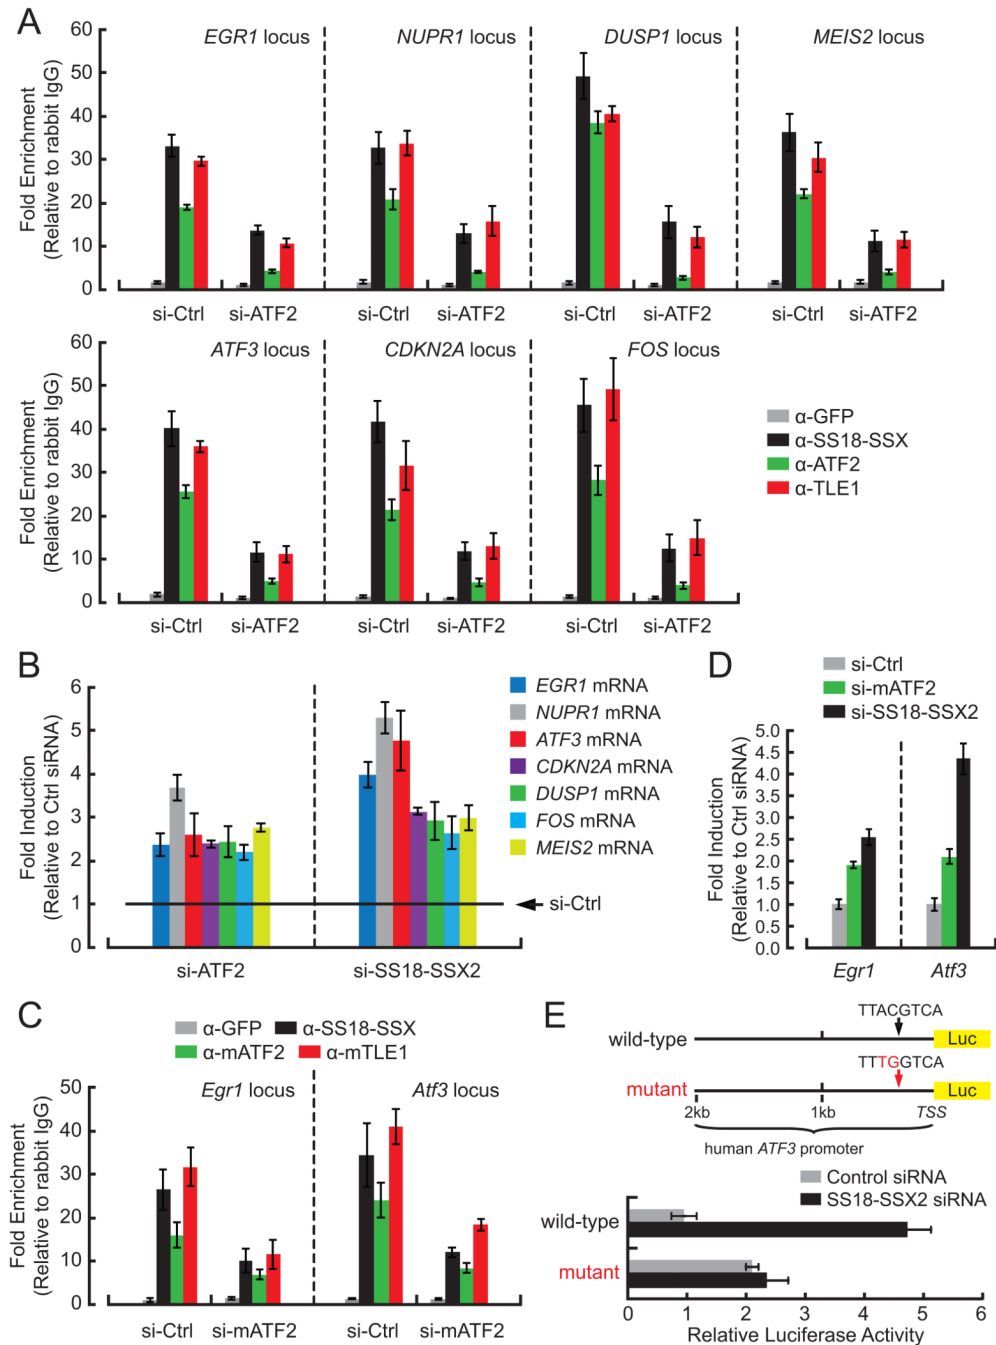 A
EGR1 locus NUPR1 locus DUSP1 locus MEIS2 locus
Fold Enrichment
(Relative to rabbit IgG)
60
50
40
30
20
10
0
si-Ctrl si-ATF2 si-Ctrl si-ATF2 si-Ctrl si-ATF2 si-Ctrl si-ATF2
ATF3 locus CDKN2A locus FOS locus
Fold Enrichment
(Relative to rabbit IgG)
60
50
40
30
20
10
0
si-Ctrl si-ATF2 si-Ctrl si-ATF2 si-Ctrl si-ATF2
α-GFP
α-SS18-SSX
α-ATF2
α-TLE1
B
Fold Induction
(Relative to Ctrl siRNA)
6
5
4
3
2
1
0
EGR1 mRNA
NUPR1 mRNA
ATF3 mRNA
CDKN2A mRNA
DUSP1 mRNA
FOS mRNA
MEIS2 mRNA
si-Ctrl
si-ATF2 si-SS18-SSX2
D
si-Ctrl
si-mATF2
si-SS18-SSX2
Fold Induction
(Relative to Ctrl siRNA)
5.0
4.5
4.0
3.5
3.0
2.5
2.0
1.5
1.0
0.5
0.0
Egr1 Atf3
C
α-GFP α-SS18-SSX
α-mATF2 α-mTLE1
Egr1 locus Atf3 locus
Fold Enrichment
(Relative to rabbit IgG)
50
40
30
20
10
0
si-Ctrl si-mATF2 si-Ctrl si-mATF2
E
TTACGTCA
wild-type Luc
TTTGGTCA
mutant Luc
2kb 1kb TSS
human ATF3 promoter
Control siRNA
SS18-SSX2 siRNA
wild-type
mutant
0 1 2 3 4 5 6
Relative Luciferase Activity